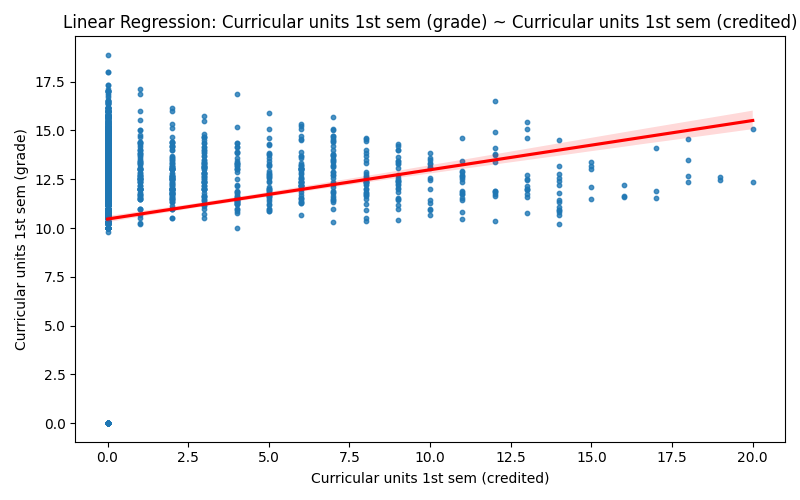 Linear Regression: Curricular units 1st sem (grade) ~ Curricular units 1st sem (credited)
Curricular units 1st sem (grade)
17.5
15.0
12.5
10.0
7.5
5.0
2.5
0.0
0.0 2.5 5.0 7.5 10.0 12.5 15.0 17.5 20.0
Curricular units 1st sem (credited)